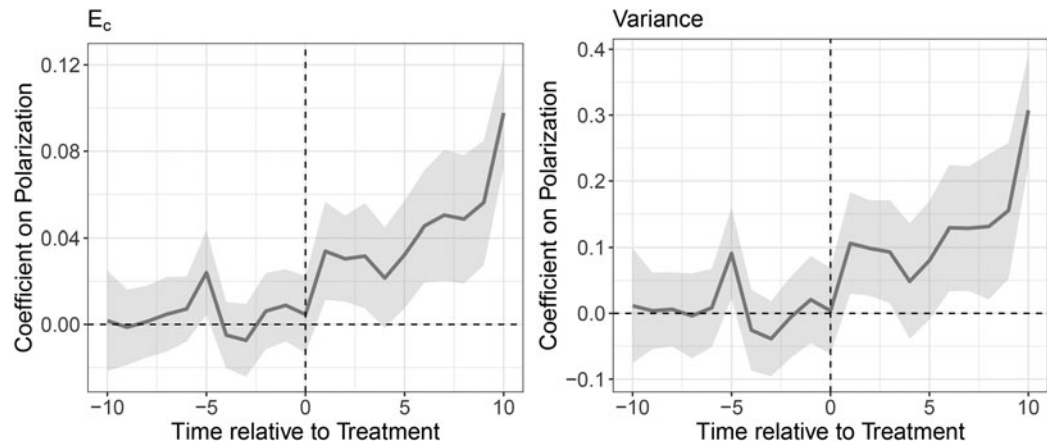 E_c
0.12
0.08
0.04
0.00
Coefficient on Polarization
−10 −5 0 5 10
Time relative to Treatment
Variance
0.4
0.3
0.2
0.1
0.0
−0.1
Coefficient on Polarization
−10 −5 0 5 10
Time relative to Treatment